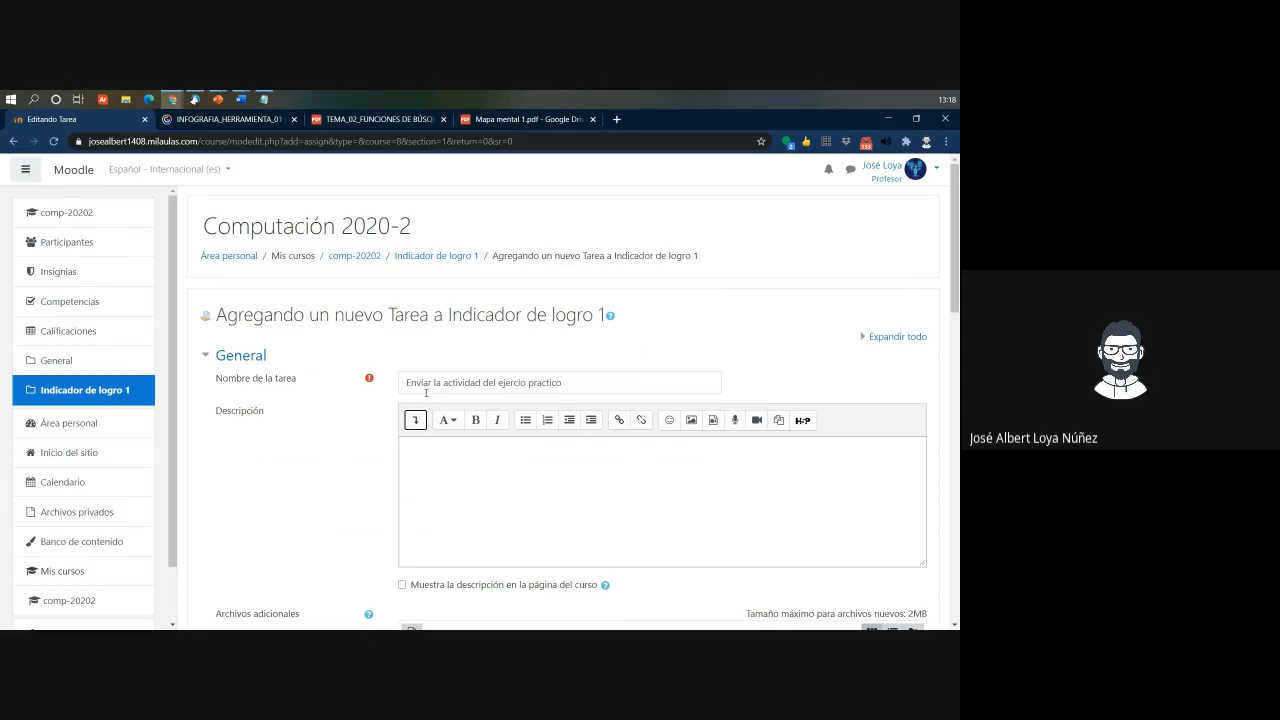 13:18
Editando Tarea
INFOGRAFIA_HERRAMIENTA_01
TEMA_02_FUNCIONES DE BÚSQ
Mapa mental 1.pdf - Google Driv
josealbert1408.milaulas.com/course/modedit.php?add=assign&type=&course=8&section=1&return=0&sr=0
Moodle
Español - Internacional (es)
José Loya
Profesor
comp-20202
Participantes
Insignias
Competencias
Calificaciones
General
Indicador de logro 1
Área personal
Inicio del sitio
Calendario
Archivos privados
Banco de contenido
Mis cursos
comp-20202
Computación 2020-2
Área personal / Mis cursos / comp-20202 / Indicador de logro 1 / Agregando un nuevo Tarea a Indicador de logro 1
Agregando un nuevo Tarea a Indicador de logro 1
Expandir todo
General
Nombre de la tarea
Enviar la actividad del ejercio practico
Descripción
A B I
H5P
Muestra la descripción en la página del curso
Archivos adicionales
Tamaño máximo para archivos nuevos: 2MB
José Albert Loya Núñez